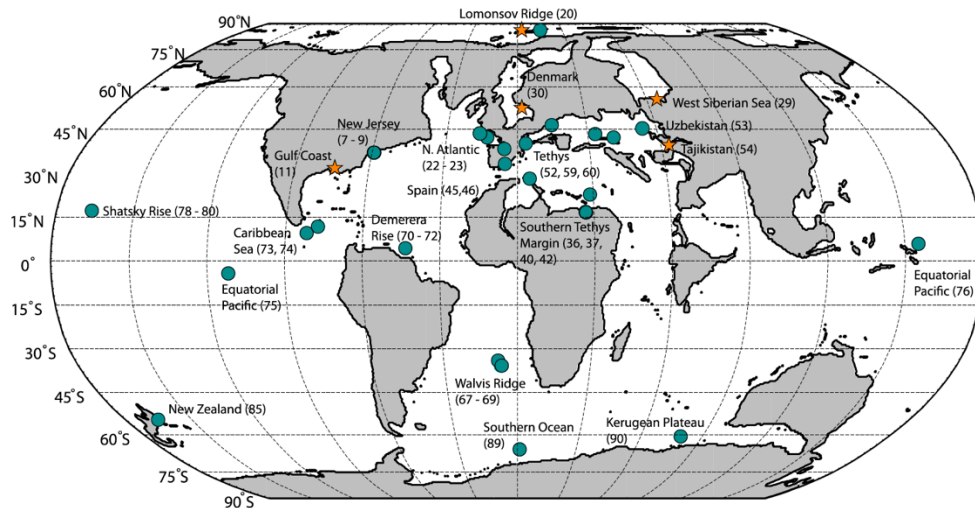 Lomonsov Ridge (20)
90˚N
75˚N
60˚N
45˚N
30˚N
15˚N
0˚
15˚S
30˚S
45˚S
60˚S
75˚S
90˚S
Denmark
(30)
West Siberian Sea (29)
New Jersey
(7 - 9)
Uzbekistan (53)
Gulf Coast
(11)
N. Atlantic
(22 - 23)
Tethys
(52, 59, 60)
Tajikistan (54)
Spain (45,46)
Shatsky Rise (78 - 80)
Caribbean
Sea (73, 74)
Demerera
Rise (70 - 72)
Southern Tethys
Margin (36, 37,
40, 42)
Equatorial
Pacific (75)
Equatorial
Pacific (76)
Walvis Ridge
(67 - 69)
New Zealand (85)
Southern Ocean
(89)
Kerugean Plateau
(90)